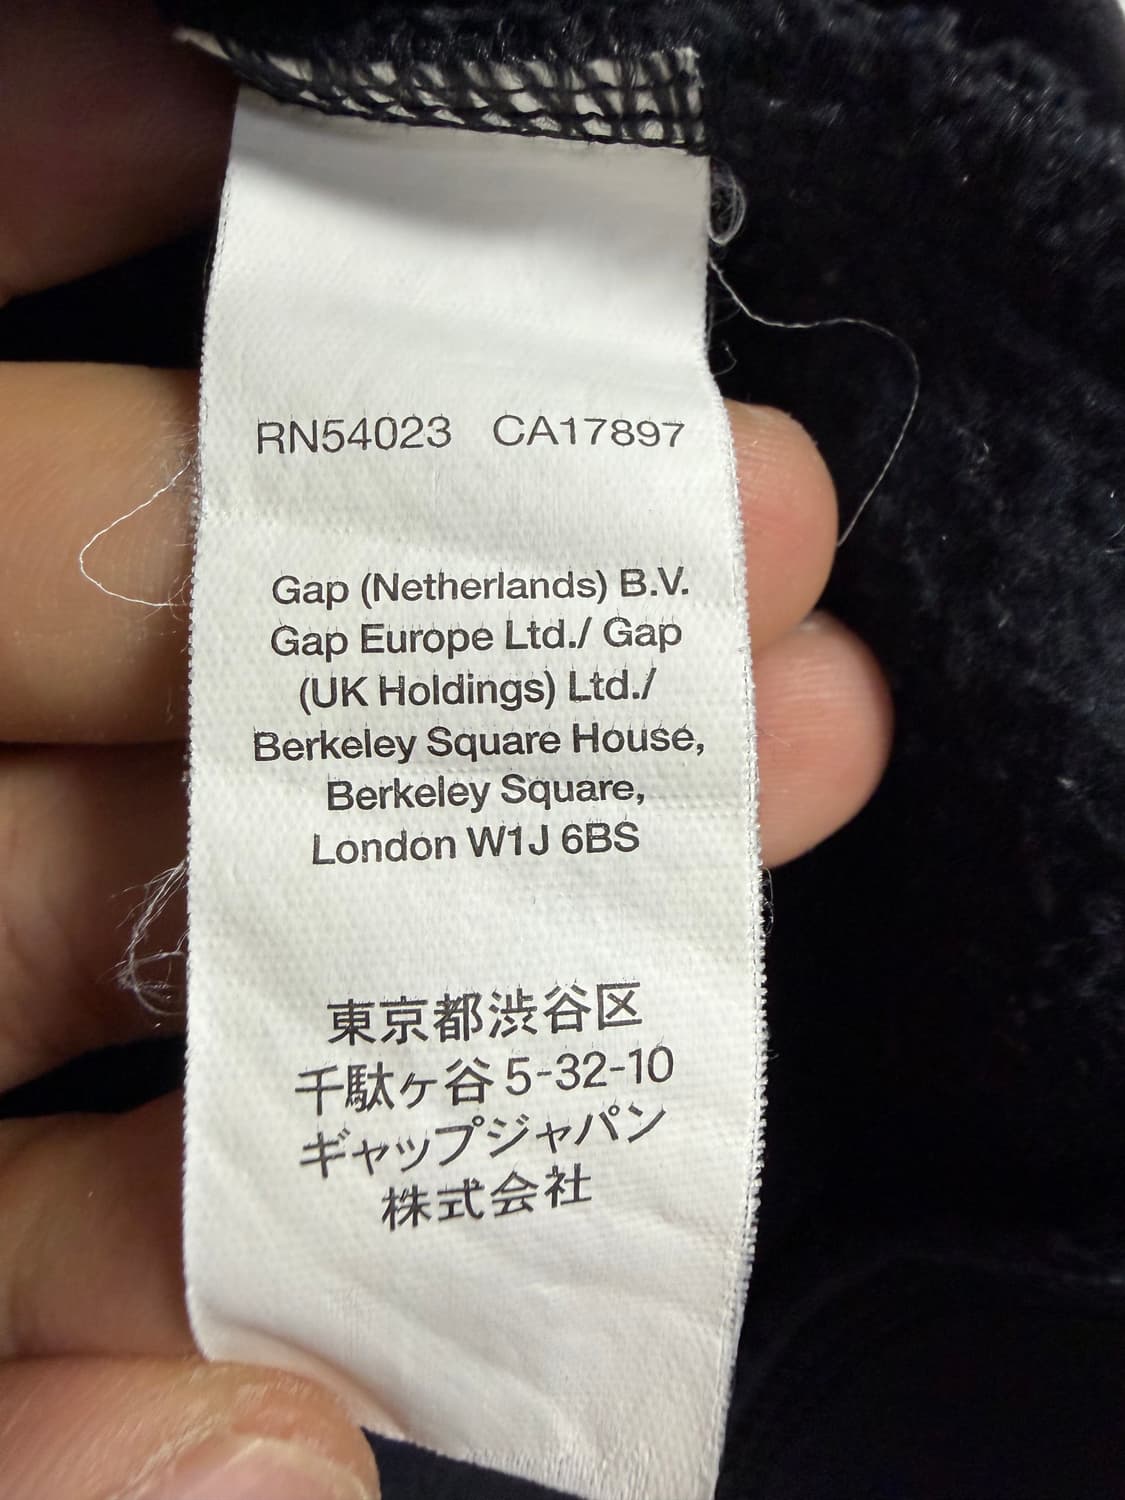 RN54023 CA17897
Gap (Netherlands) B.V.
Gap Europe Ltd./ Gap
(UK Holdings) Ltd./
Berkeley Square House,
Berkeley Square,
London W1J 6BS
東京都渋谷区
千駄ヶ谷5-32-10
ギャップジャパン
株式会社